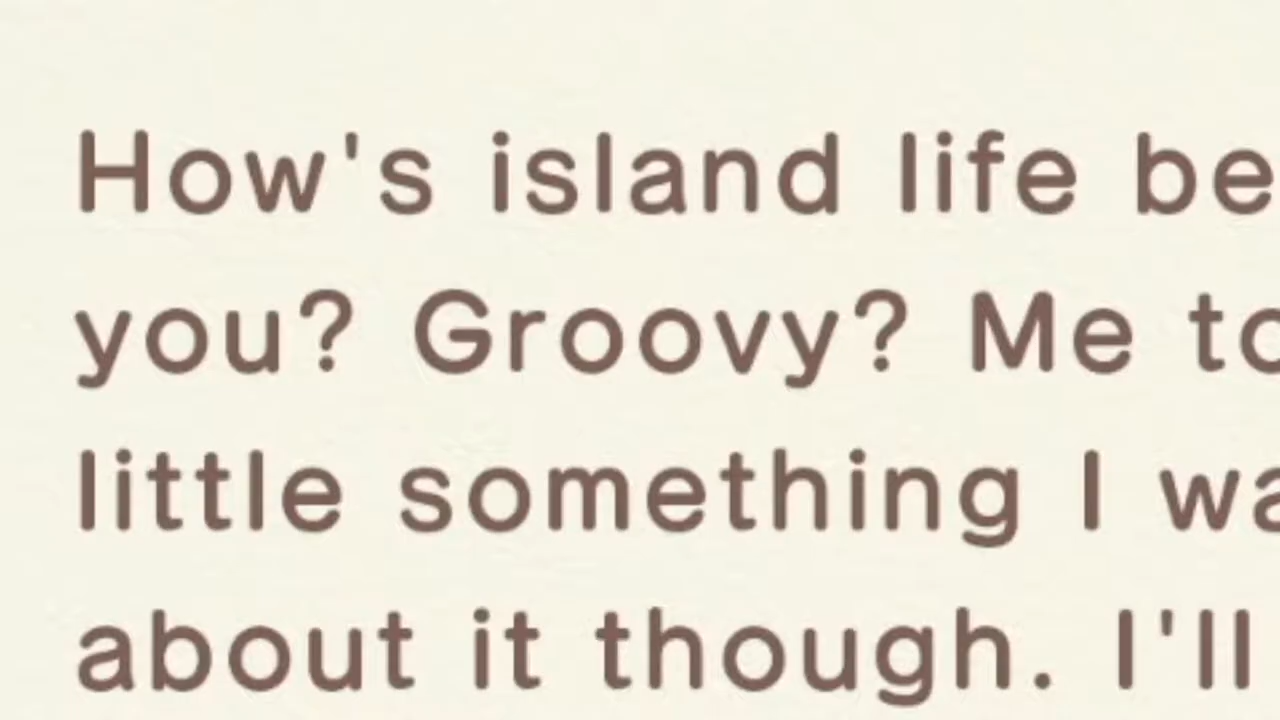 How's island life be
you? Groovy? Me to
little something I wa
about it though. I'll